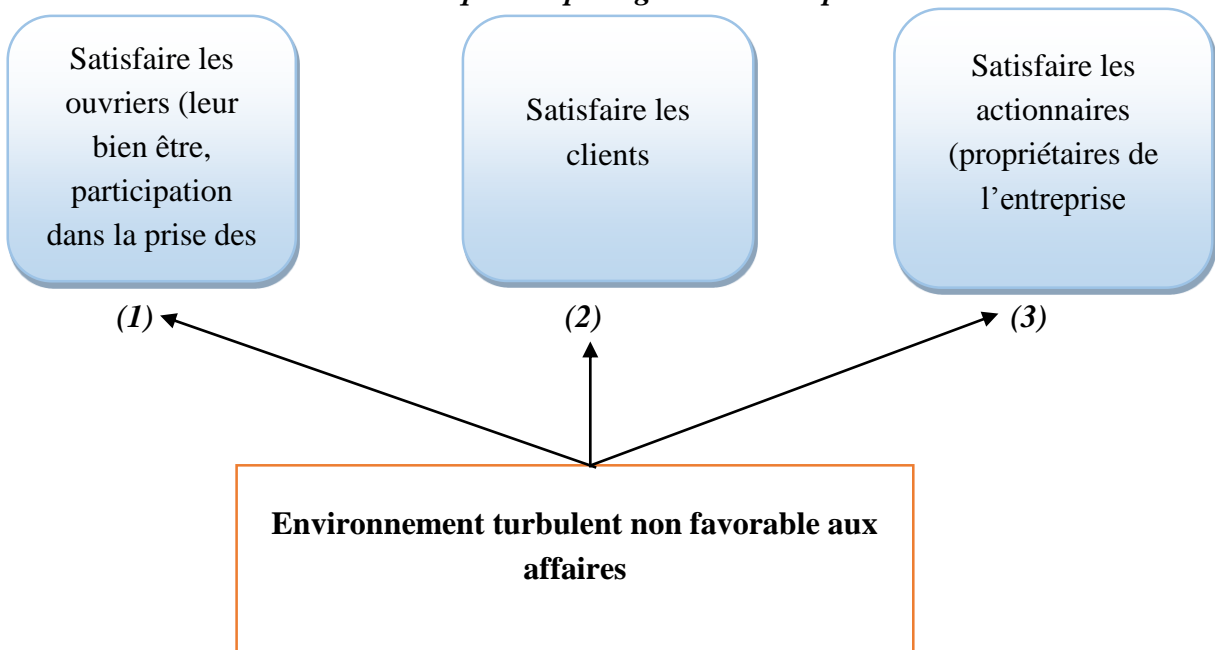 Satisfaire les
ouvriers (leur
bien être,
participation
dans la prise des
Satisfaire les
clients
Satisfaire les
actionnaires
(propriétaires de
l’entreprise
(1)
(2)
(3)
Environnement turbulent non favorable aux
affaires